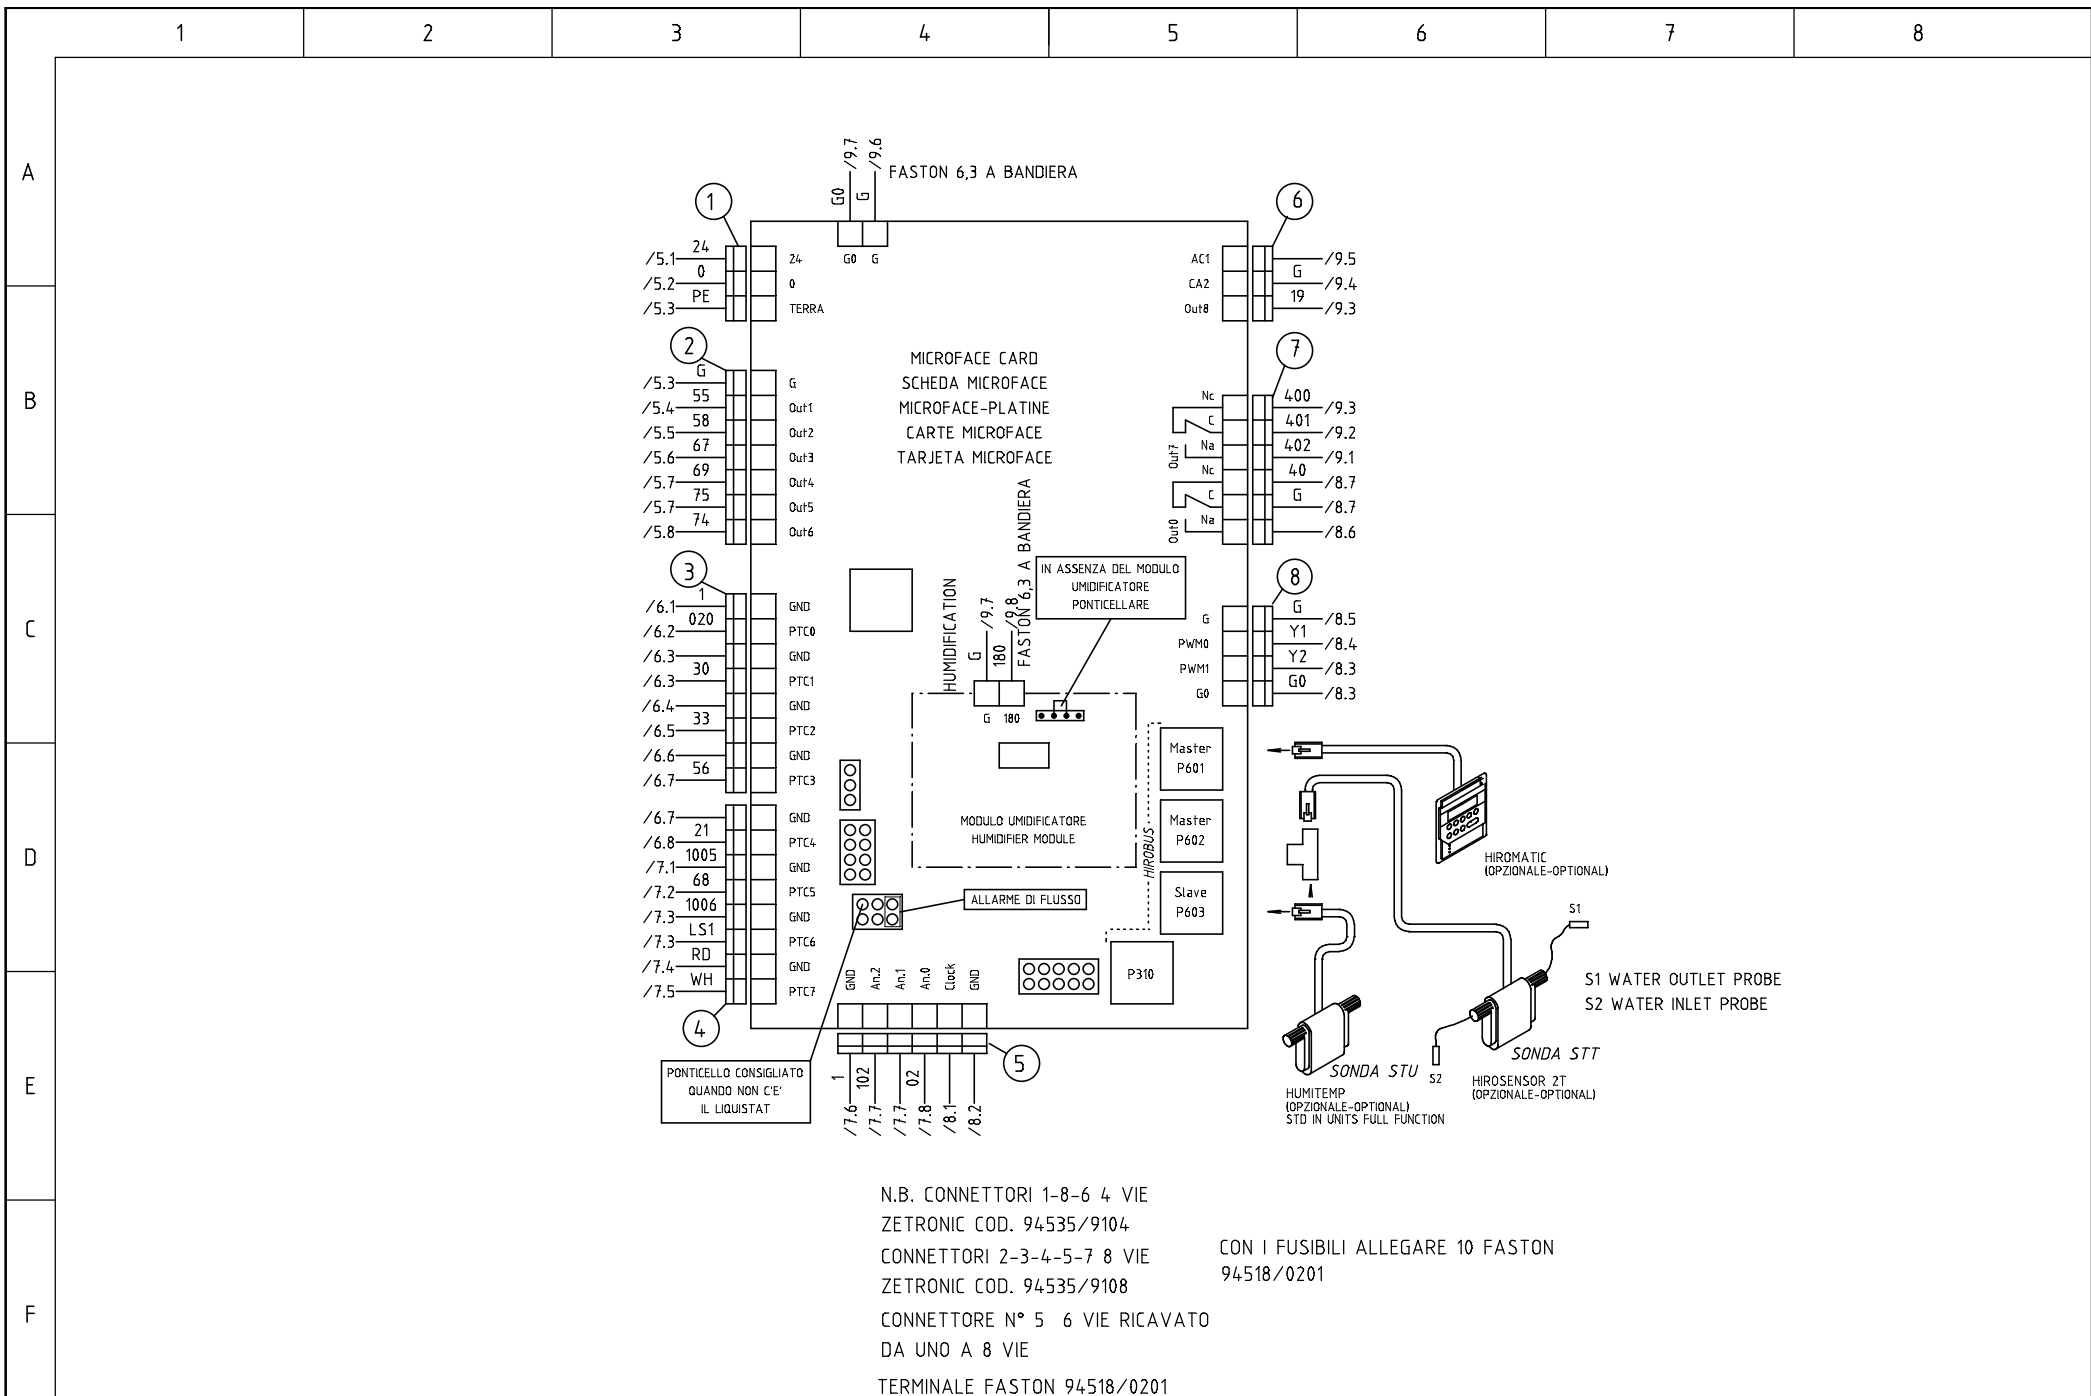 1 2 3 4 5 6 7 8
A
B
C
D
E
F
/9.7
/9.6
G0
G
FASTON 6,3 A BANDIERA
G0 G
1
/5.1 24 24
/5.2 0 0
/5.3 PE TERRA
2
/5.3 G G
/5.4 55 Out1
/5.5 58 Out2
/5.6 67 Out3
/5.7 69 Out4
/5.7 75 Out5
/5.8 74 Out6
3
/6.1 1 GND
/6.2 020 PTC0
/6.3 GND
/6.3 30 PTC1
/6.4 GND
/6.5 33 PTC2
/6.6 GND
/6.7 56 PTC3
/6.7 GND
/6.8 21 PTC4
/7.1 1005 GND
/7.2 68 PTC5
/7.3 1006 GND
/7.3 LS1 PTC6
/7.4 RD GND
/7.5 WH PTC7
4
MICROFACE CARD
SCHEDA MICROFACE
MICROFACE-PLATINE
CARTE MICROFACE
TARJETA MICROFACE
HUMIDIFICATION
G
/9.7
180
/9.8
FASTON 6,3 A BANDIERA
G 180
IN ASSENZA DEL MODULO
UMIDIFICATORE
PONTICELLARE
MODULO UMIDIFICATORE
HUMIDIFIER MODULE
ALLARME DI FLUSSO
HIROBUS
Master
P601
Master
P602
Slave
P603
P310
6
AC1 /9.5
CA2 G /9.4
Out8 19 /9.3
7
Out7
Nc 400 /9.3
C 401 /9.2
Na 402 /9.1
Out0
Nc 40 /8.7
C G /8.7
Na /8.6
8
G G /8.5
PWM0 Y1 /8.4
PWM1 Y2 /8.3
G0 G0 /8.3
GND An.2 An.1 An.0 Clock GND
5
1 102 02
/7.6 /7.7 /7.7 /7.8 /8.1 /8.2
PONTICELLO CONSIGLIATO
QUANDO NON C'E'
IL LIQUISTAT
HIROMATIC
(OPZIONALE-OPTIONAL)
S1
S1 WATER OUTLET PROBE
S2 WATER INLET PROBE
SONDA STT
S2
HIROSENSOR 2T
(OPZIONALE-OPTIONAL)
SONDA STU
HUMITEMP
(OPZIONALE-OPTIONAL)
STD IN UNITS FULL FUNCTION
N.B. CONNETTORI 1-8-6 4 VIE
ZETRONIC COD. 94535/9104
CONNETTORI 2-3-4-5-7 8 VIE
ZETRONIC COD. 94535/9108
CONNETTORE N° 5 6 VIE RICAVATO
DA UNO A 8 VIE
TERMINALE FASTON 94518/0201
CON I FUSIBILI ALLEGARE 10 FASTON
94518/0201